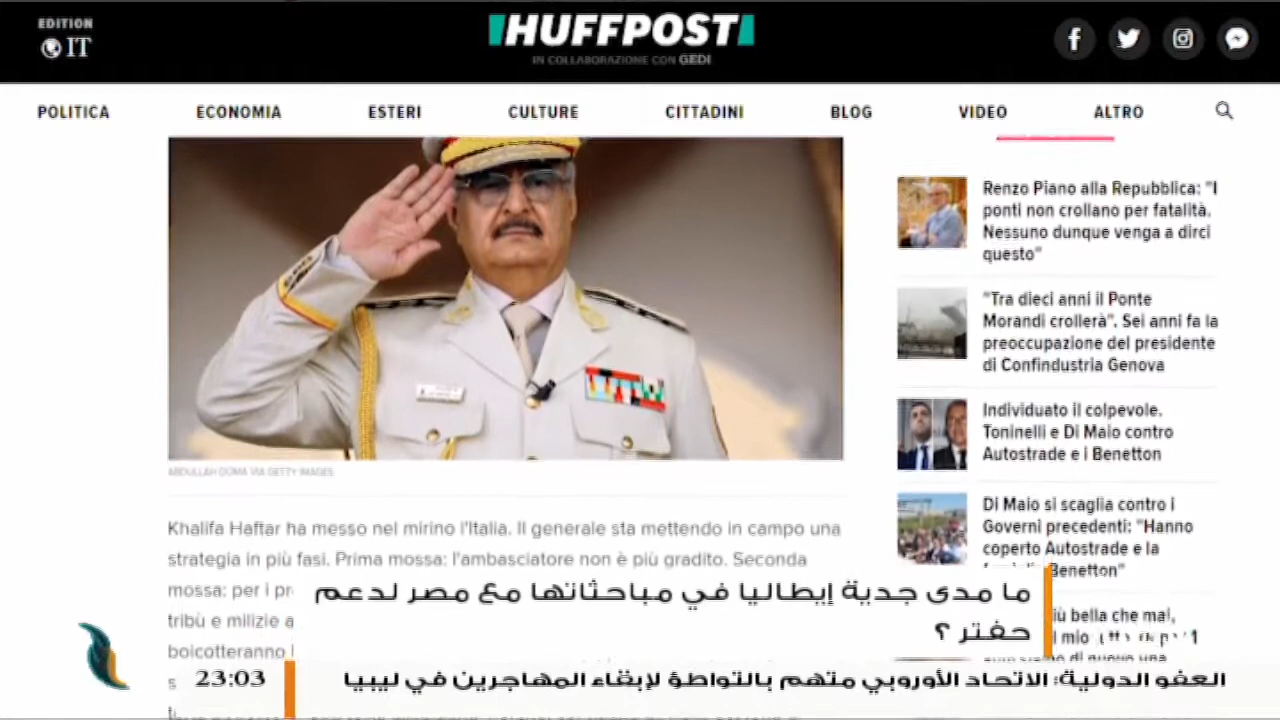 EDITION
IT
HUFFPOST
IN COLLABORAZIONE CON GEDI
POLITICA
ECONOMIA
ESTERI
CULTURE
CITTADINI
BLOG
VIDEO
ALTRO
Renzo Piano alla Repubblica: "I
ponti non crollano per fatalità.
Nessuno dunque venga a dirci
questo"
"Tra dieci anni il Ponte
Morandi crollerà". Sei anni fa la
preoccupazione del presidente
di Confindustria Genova
Individuato il colpevole.
Toninelli e Di Maio contro
Autostrade e i Benetton
Di Maio si scaglia contro i
Governi precedenti: "Hanno
coperto Autostrade e la
Benetton"
più bella che mai,
mio
ABDULLAH DOMA VIA GETTY IMAGES
Khalifa Haftar ha messo nel mirino l'Italia. Il generale sta mettendo in campo una
strategia in più fasi. Prima mossa: l'ambasciatore non è più gradito. Seconda
mossa: per i pr
tribù e milizie a
boicotteranno
ما مدى جدية إيطاليا في مباحثاتها مع مصر لدعم
حفتر ؟
23:03
العفو الدولية: الاتحاد الأوروبي متهم بالتواطؤ لإبقاء المهاجرين في ليبيا